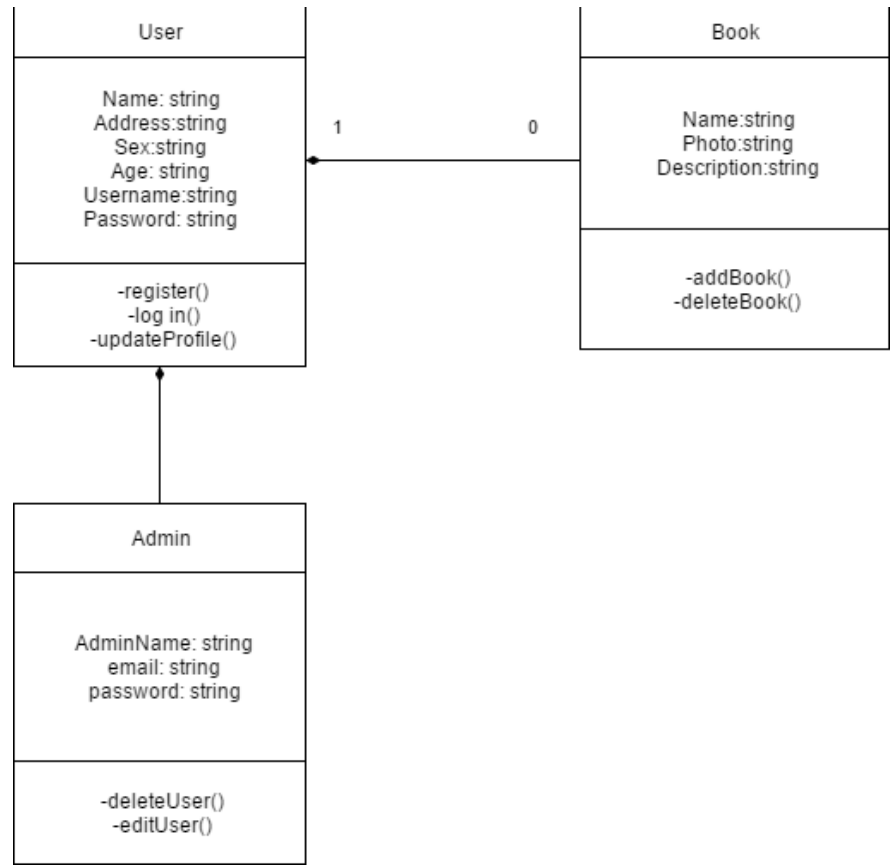 User
Name: string
Address:string
Sex:string
Age: string
Username:string
Password: string
-register()
-log in()
-updateProfile()
1
0
Book
Name:string
Photo:string
Description:string
-addBook()
-deleteBook()
Admin
AdminName: string
email: string
password: string
-deleteUser()
-editUser()